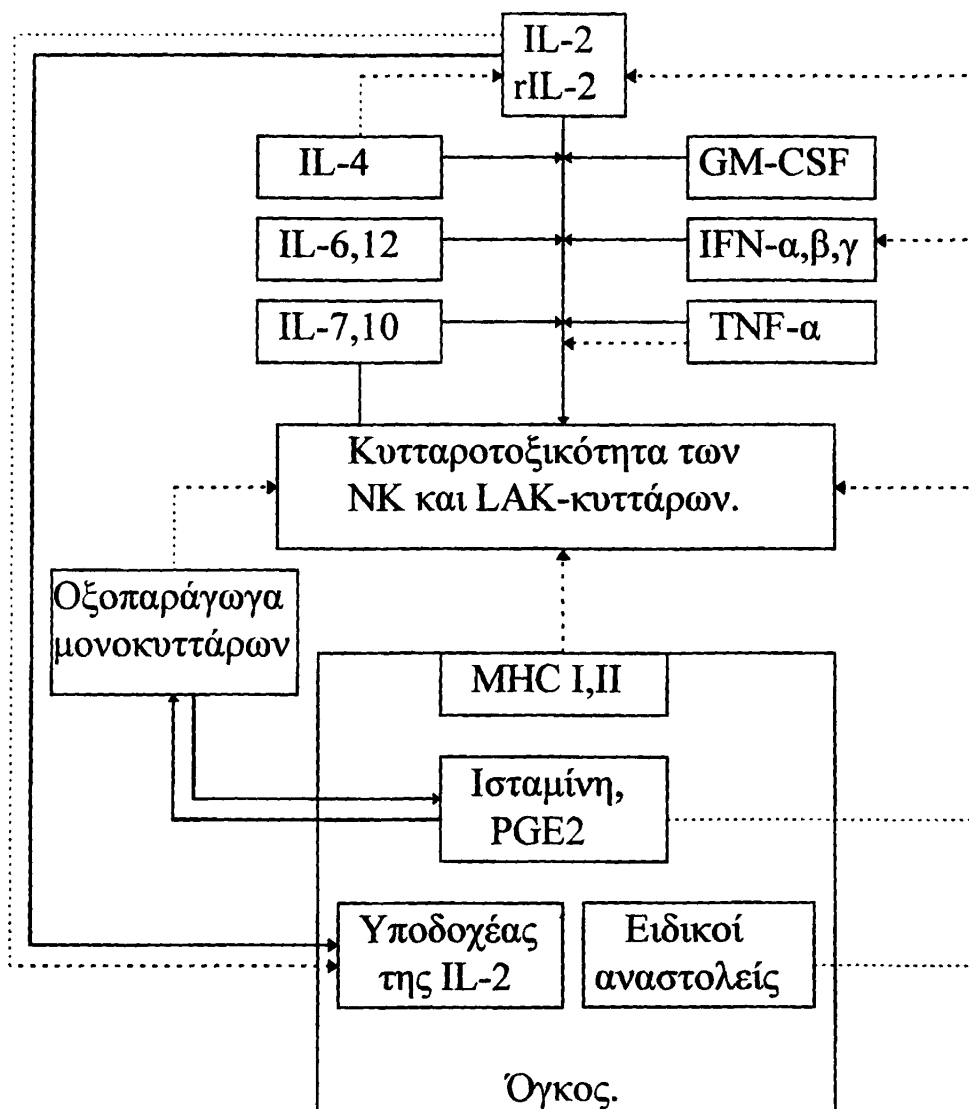 IL-2
rIL-2
IL-4
GM-CSF
IL-6,12
IFN-α,β,γ
IL-7,10
TNF-α
Κυτταροτοξικότητα των
NK και LAK-κυττάρων.
Οξοπαράγωγα
μονοκυττάρων
MHC I,II
Ισταμίνη,
PGE2
Υποδοχέας
της IL-2
Ειδικοί
αναστολείς
Όγκος.